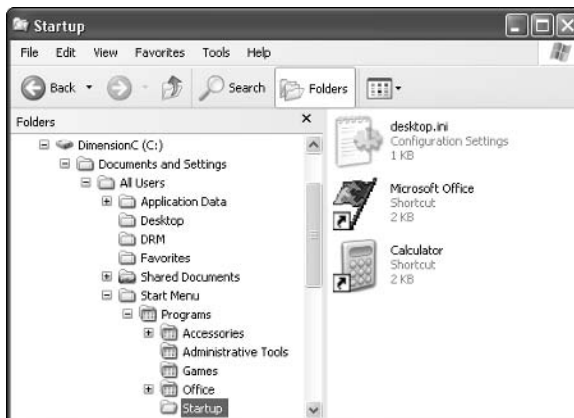 Startup
File Edit View Favorites Tools Help
Back Search Folders
Folders
DimensionC (C:)
Documents and Settings
All Users
Application Data
Desktop
DRM
Favorites
Shared Documents
Start Menu
Programs
Accessories
Administrative Tools
Games
Office
Startup
desktop.ini
Configuration Settings
1 KB
Microsoft Office
Shortcut
2 KB
Calculator
Shortcut
2 KB